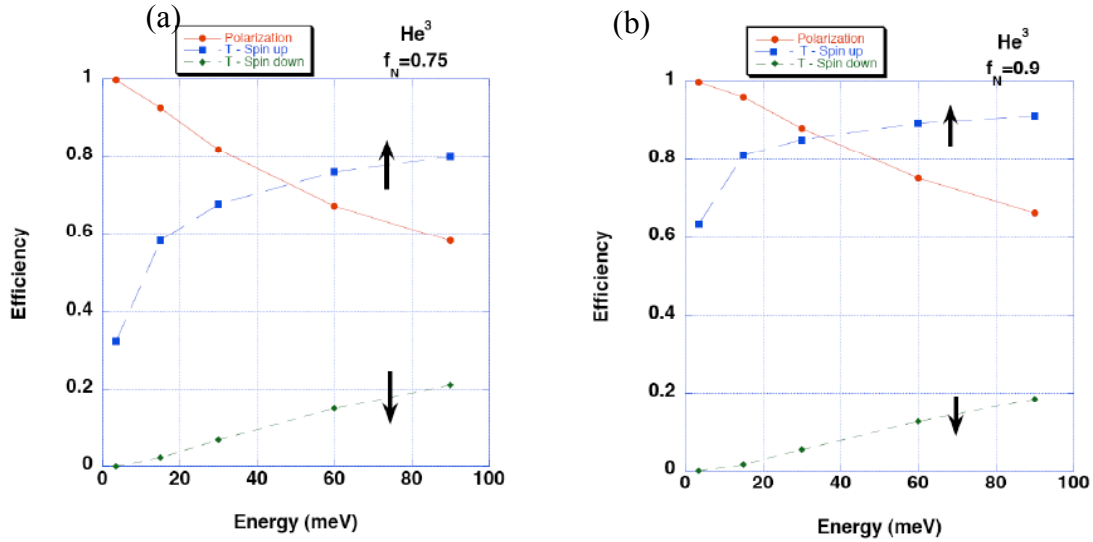 (a)
Polarization
T - Spin up
T - Spin down
He³
f_N=0.75
1
0.8
0.6
0.4
0.2
0
0 20 40 60 80 100
Efficiency
Energy (meV)
(b)
Polarization
T - Spin up
T - Spin down
He³
f_N=0.9
1
0.8
0.6
0.4
0.2
0
0 20 40 60 80 100
Efficiency
Energy (meV)